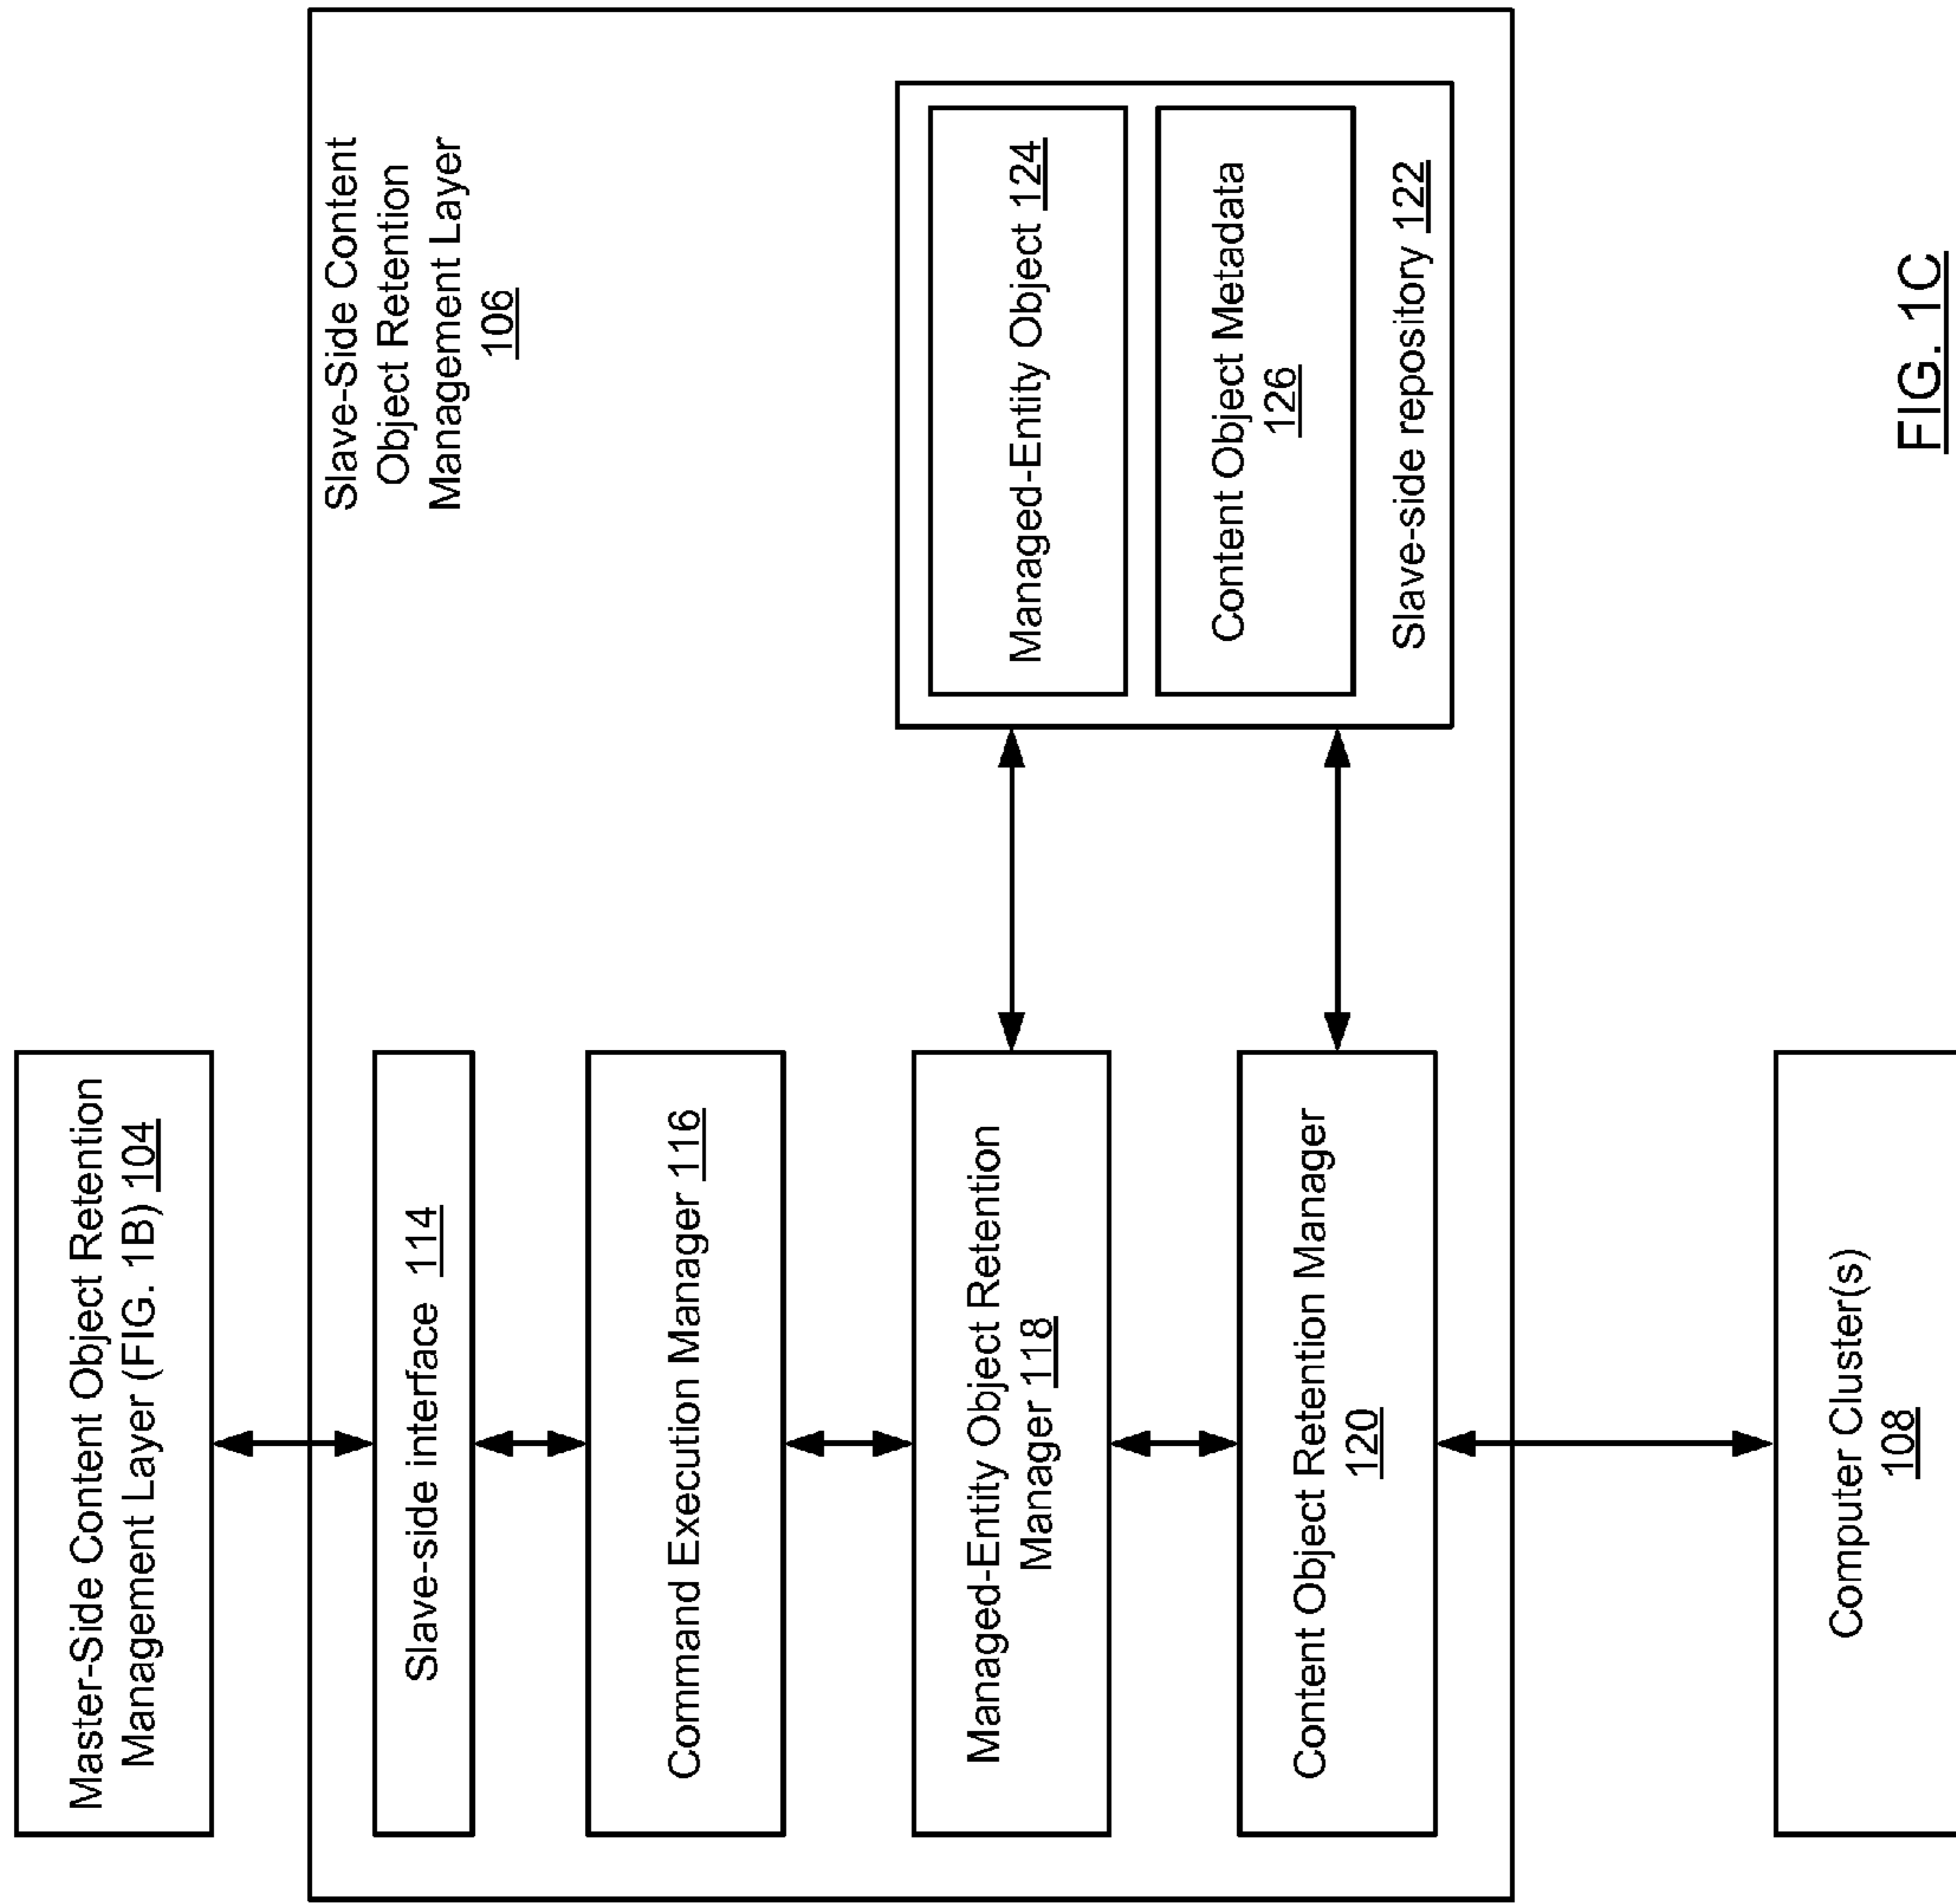 Master-Side Content Object Retention
Management Layer (FIG. 1B) 104
Slave-Side Content
Object Retention
Management Layer
106
Slave-side interface 114
Command Execution Manager 116
Managed-Entity Object Retention
Manager 118
Managed-Entity Object 124
Content Object Metadata
126
Slave-side repository 122
Content Object Retention Manager
120
Computer Cluster(s)
108
FIG. 1C